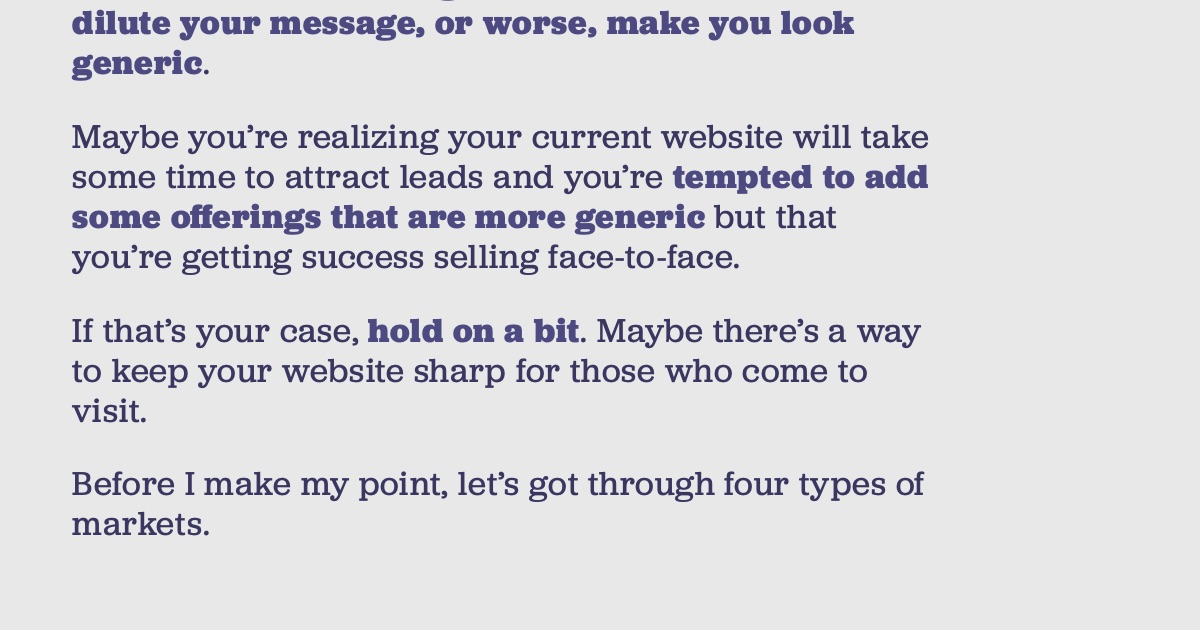 dilute your message, or worse, make you look
generic.
Maybe you’re realizing your current website will take
some time to attract leads and you’re tempted to add
some offerings that are more generic but that
you’re getting success selling face-to-face.
If that’s your case, hold on a bit. Maybe there’s a way
to keep your website sharp for those who come to
visit.
Before I make my point, let’s got through four types of
markets.